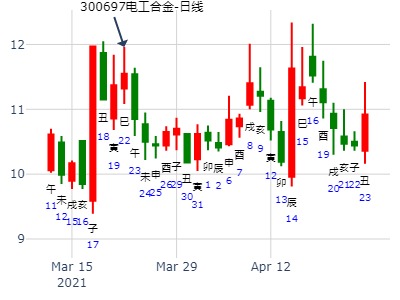 300697电工合金-日线
12
11
10
9
午
11
未
12
戌
15
亥
16
子
17
丑
18
寅
19
巳
22
午
23
未
24
申
25
酉
26
子
29
丑
30
寅
31
卯
1
辰
2
申
6
酉
7
戌
8
亥
9
寅
12
卯
13
辰
14
巳
15
午
16
酉
19
戌
20
亥
21
子
22
丑
23
Mar 15
2021
Mar 29
Apr 12